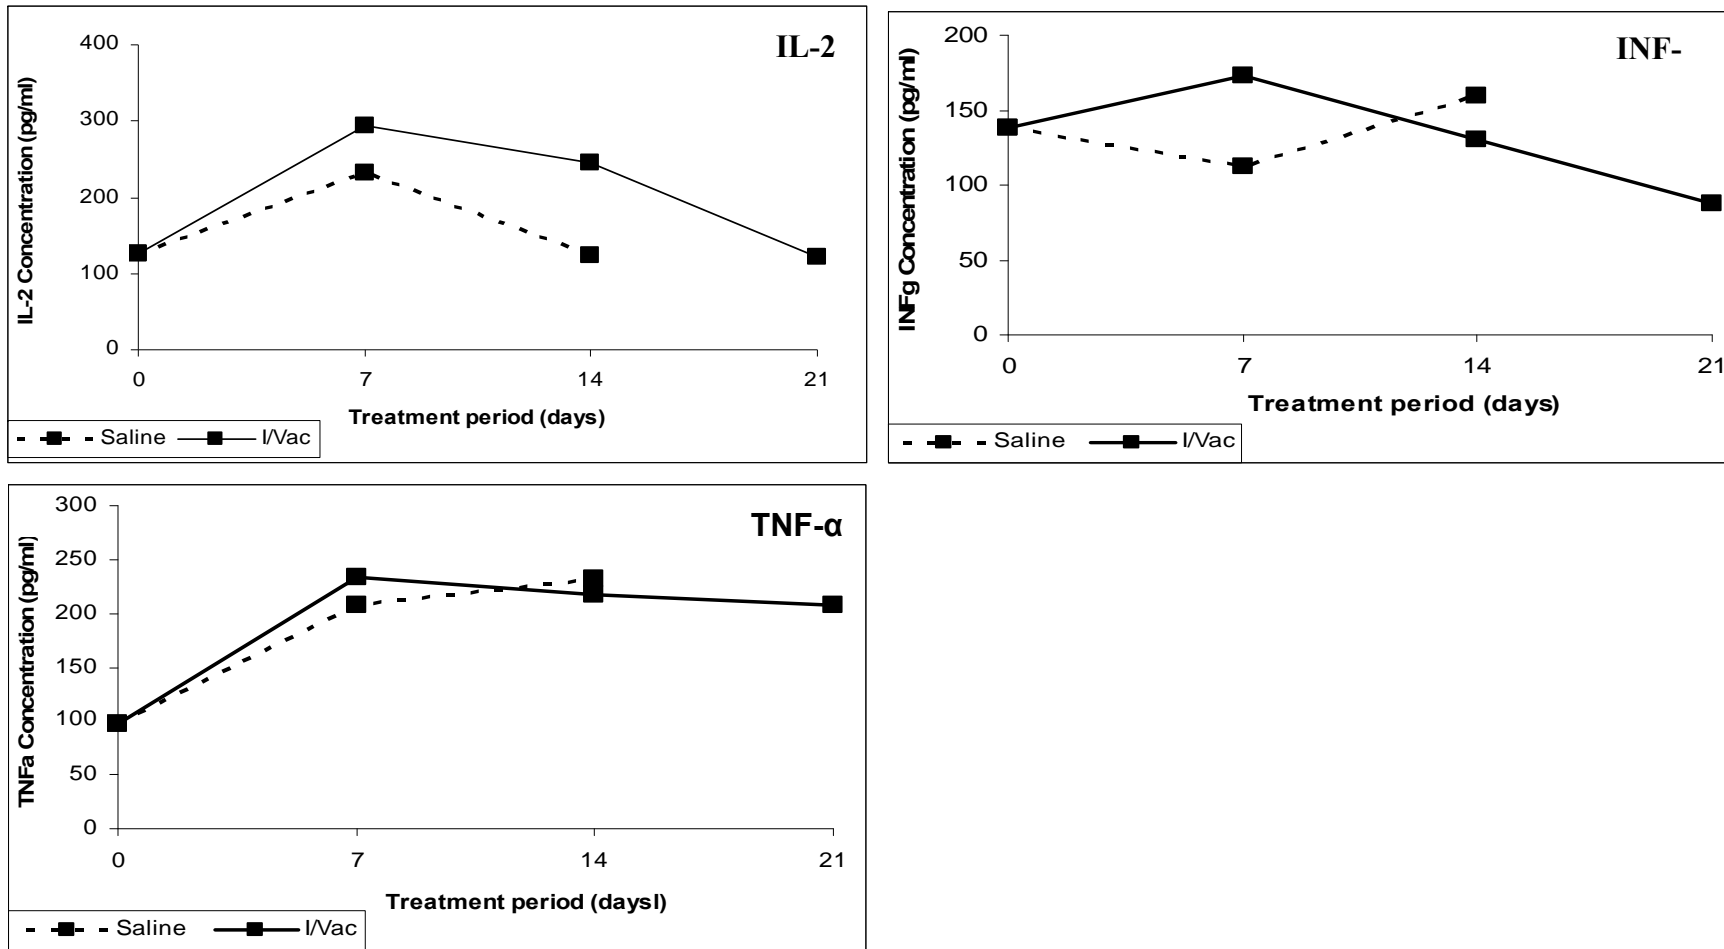 IL-2
400
300
200
100
0
IL-2 Concentration (pg/ml)
0 7 14 21
Treatment period (days)
Saline I/Vac
INF-
200
150
100
50
0
INFg Concentration (pg/ml)
0 7 14 21
Treatment period (days)
Saline I/Vac
TNF-α
300
250
200
150
100
50
0
TNFa Concentration (pg/ml)
0 7 14 21
Treatment period (daysl)
Saline I/Vac